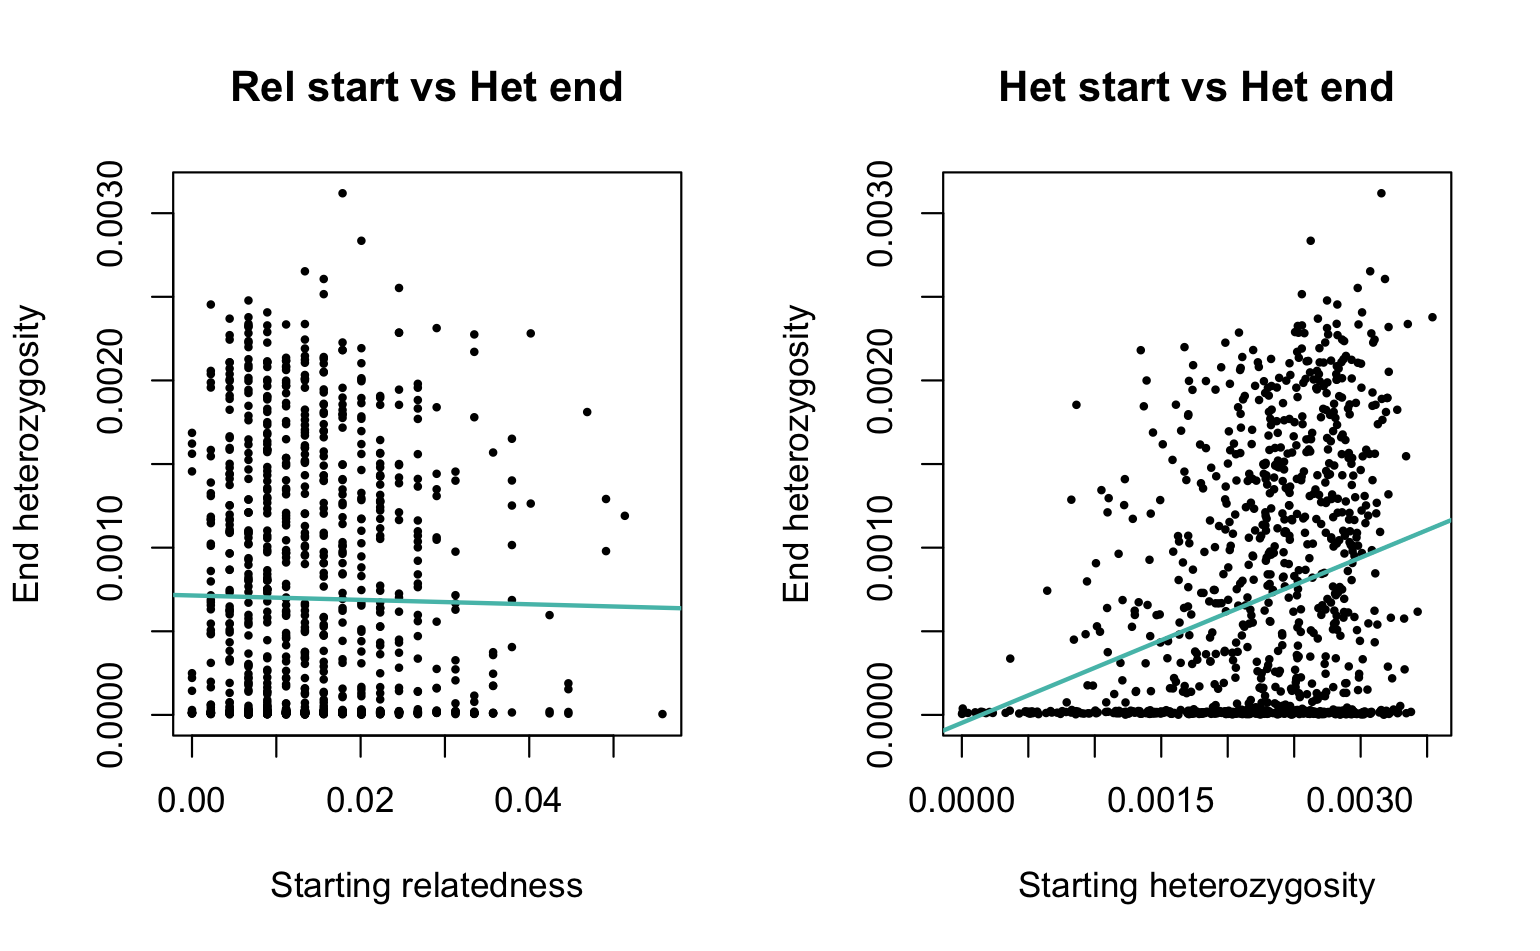 Rel start vs Het end
End heterozygosity
0.0030
0.0020
0.0010
0.0000
0.00 0.02 0.04
Starting relatedness
Het start vs Het end
End heterozygosity
0.0030
0.0020
0.0010
0.0000
0.0000 0.0015 0.0030
Starting heterozygosity